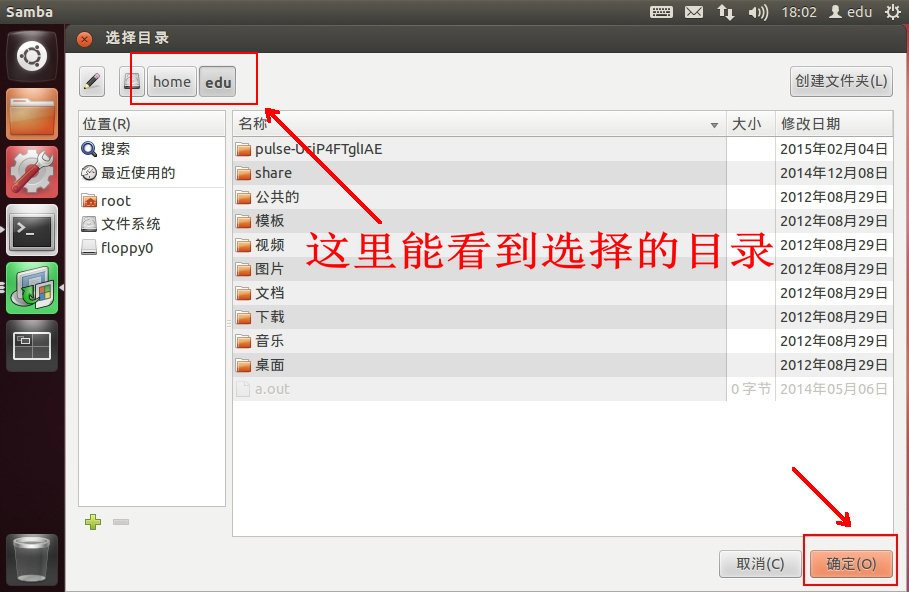 Samba
18:02
edu
选择目录
home
edu
创建文件夹(L)
位置(R)
搜索
最近使用的
root
文件系统
floppy0
名称
大小
修改日期
2015年02月04日
share
2014年12月08日
公共的
2012年08月29日
模板
2012年08月29日
视频
2012年08月29日
图片
2012年08月29日
文档
2012年08月29日
下载
2012年08月29日
音乐
2012年08月29日
桌面
2012年08月29日
a.out
0 字节
2014年05月06日
这里能看到选择的目录
取消(C)
确定(O)